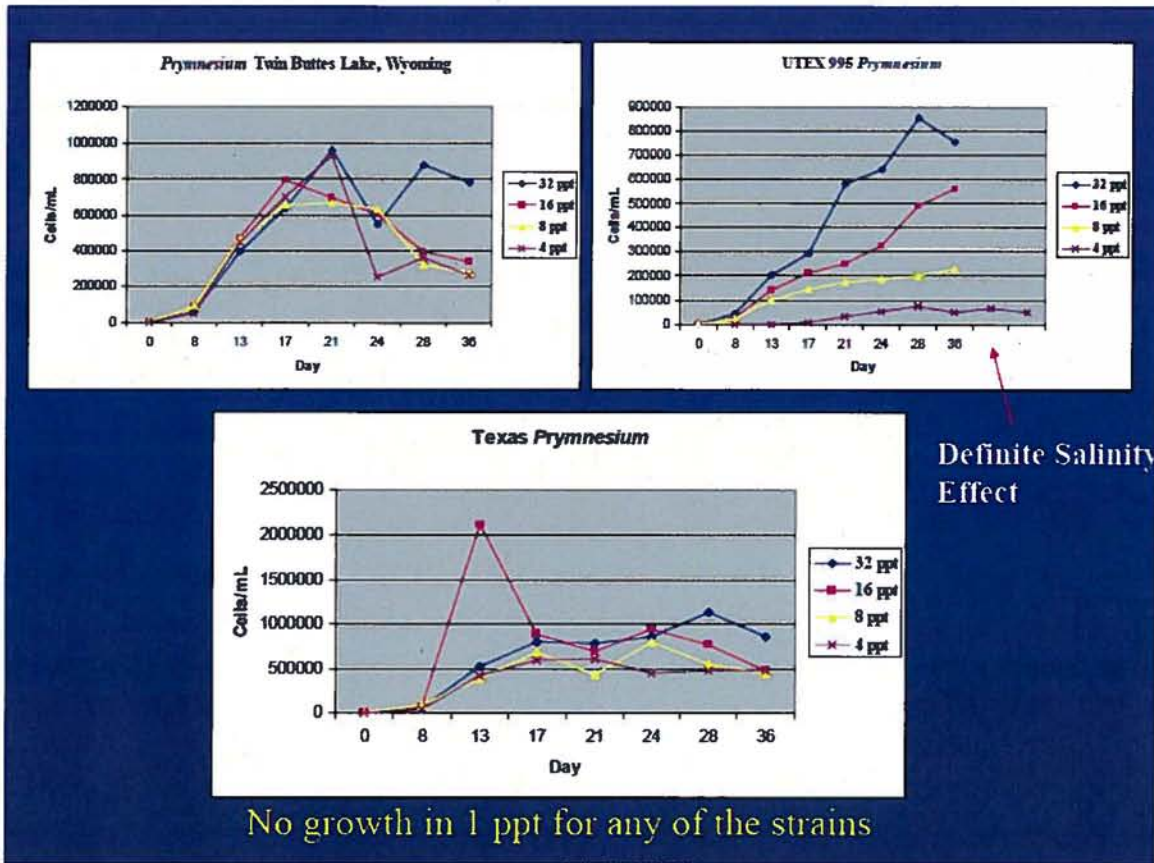 Prymnesium Twin Buttes Lake, Wyoming
1200000
1000000
800000
600000
400000
200000
0
Cells/mL
0 8 13 17 21 24 28 36
Day
32 ppt
16 ppt
8 ppt
4 ppt
UTEX 995 Prymnesium
900000
800000
700000
600000
500000
400000
300000
200000
100000
0
Cells/mL
0 8 13 17 21 24 28 36
Day
32 ppt
16 ppt
8 ppt
4 ppt
Definite Salinity
Effect
Texas Prymnesium
2500000
2000000
1500000
1000000
500000
0
Cells/mL
0 8 13 17 21 24 28 36
Day
32 ppt
16 ppt
8 ppt
4 ppt
No growth in 1 ppt for any of the strains